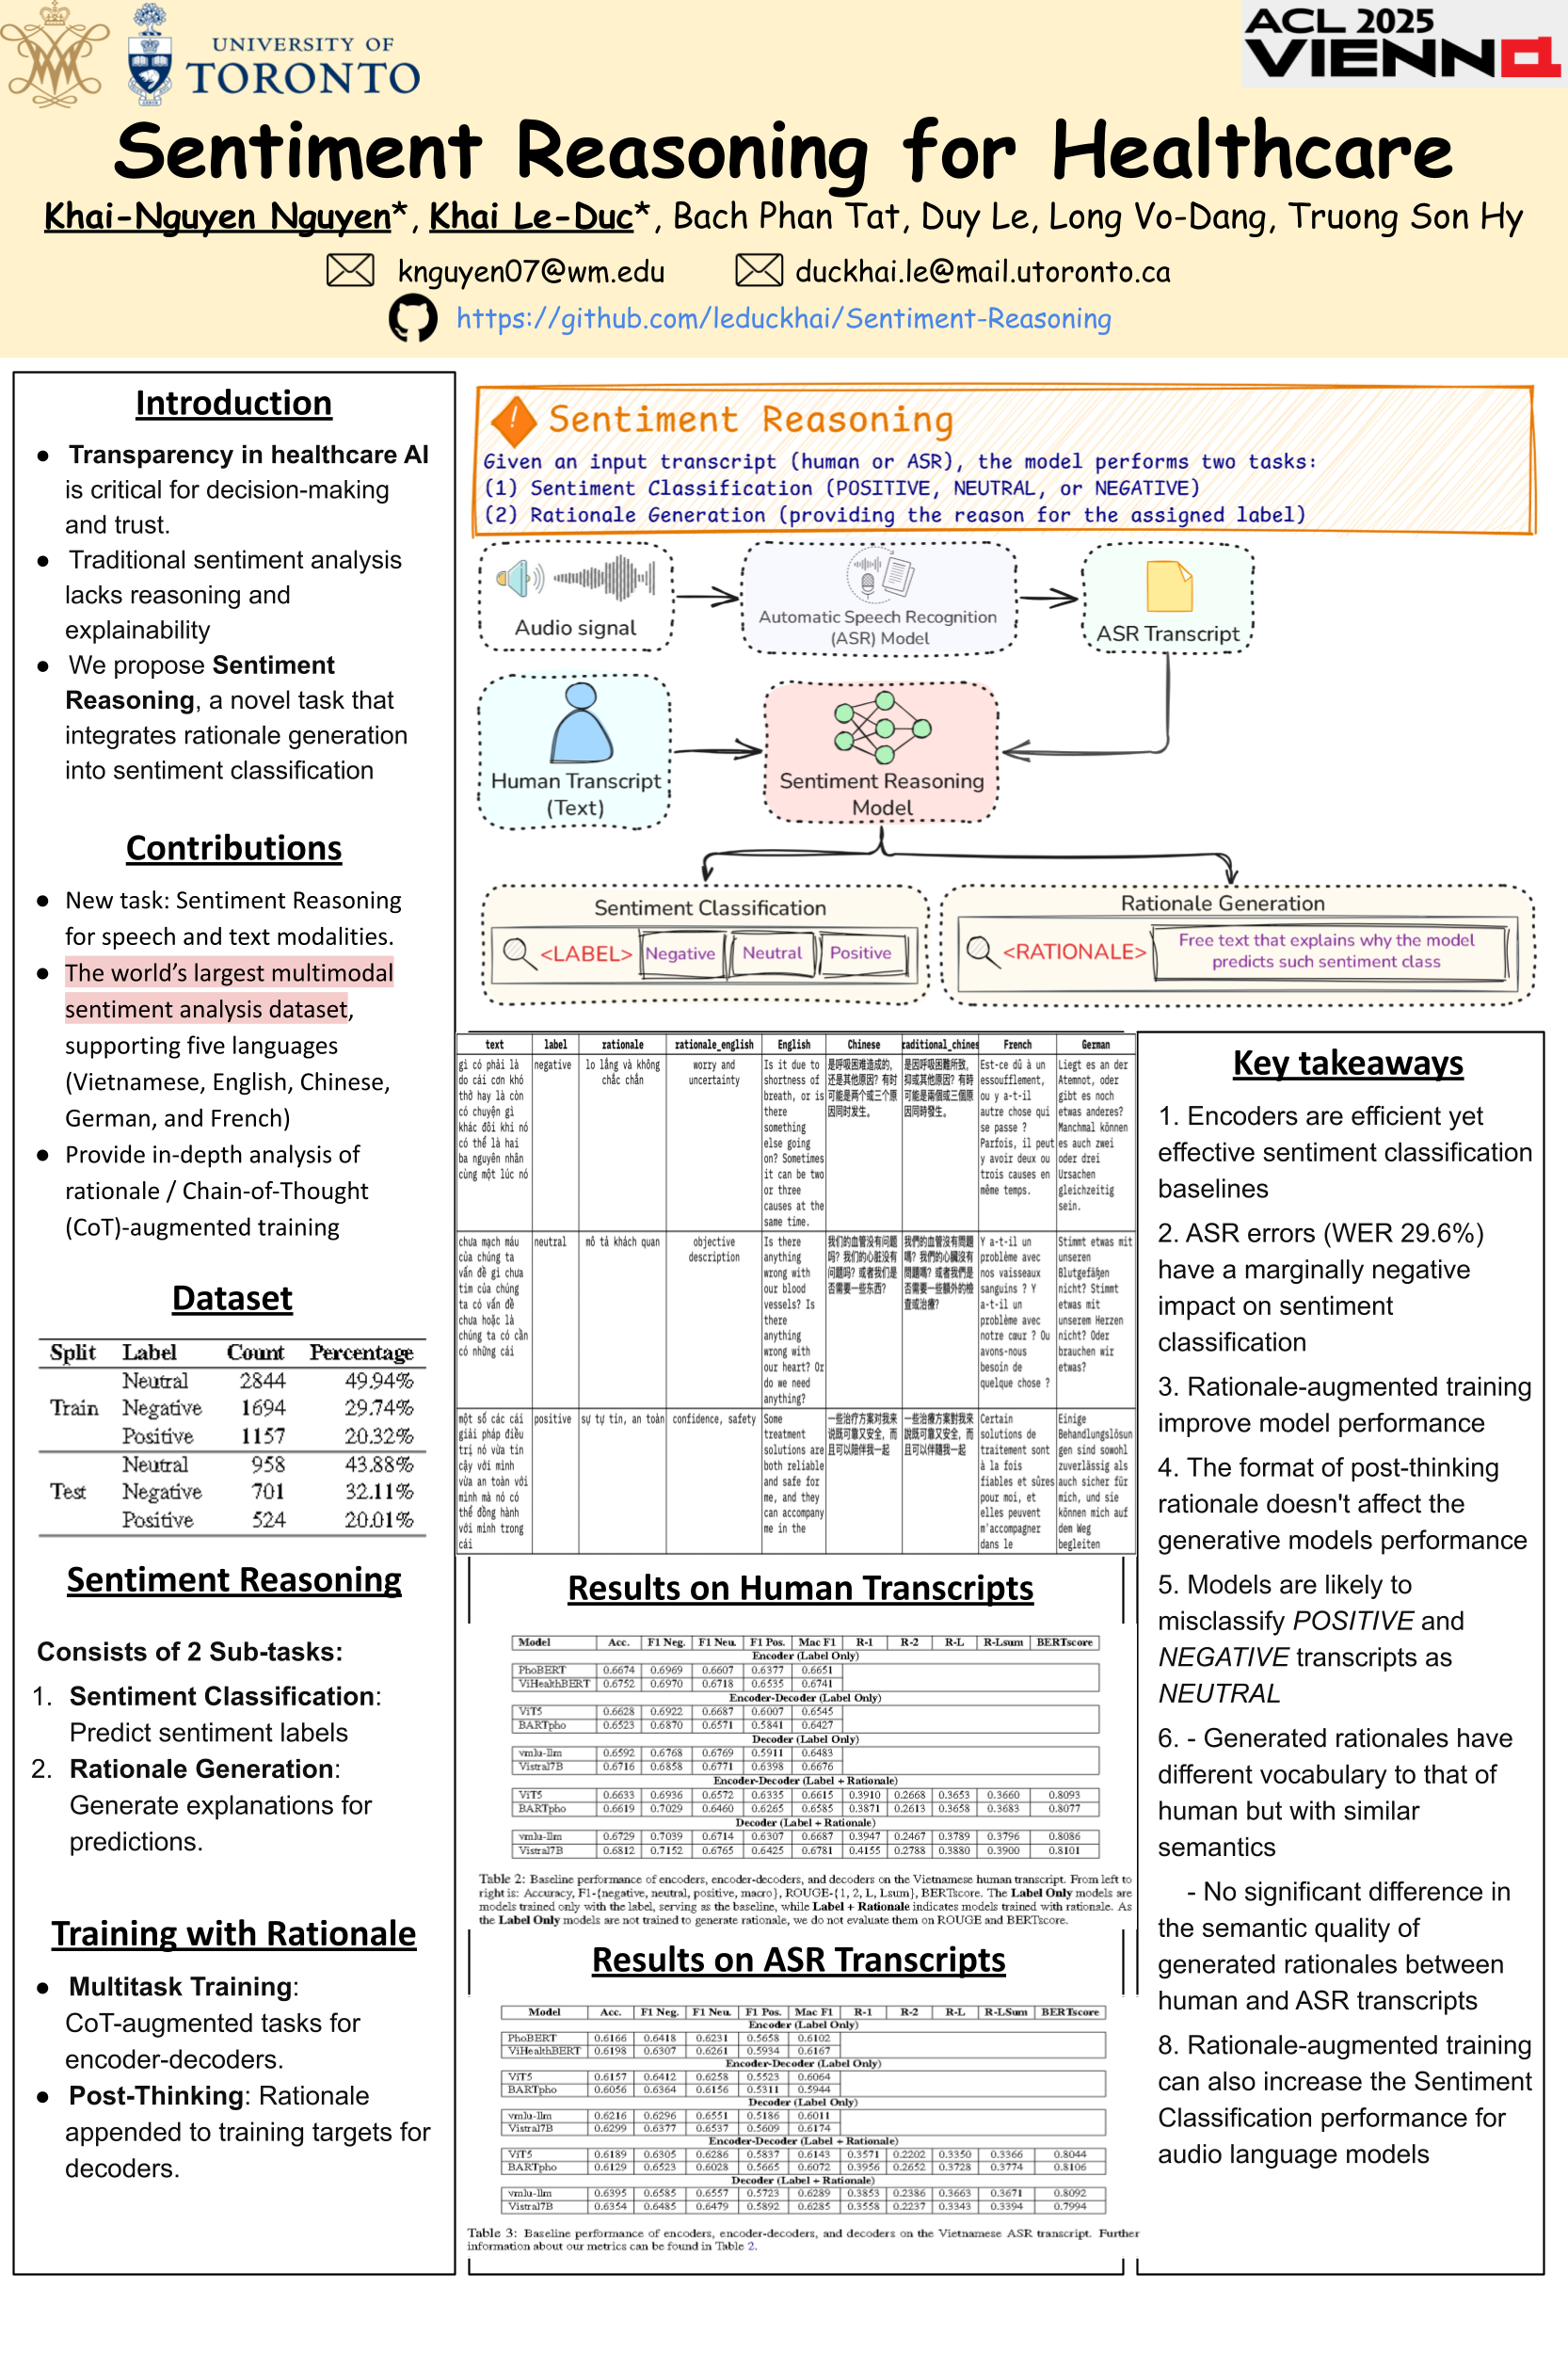 UNIVERSITY OF
TORONTO
ACL 2025
VIENNA
Sentiment Reasoning for Healthcare
Khai-Nguyen Nguyen*, Khai Le-Duc*, Bach Phan Tat, Duy Le, Long Vo-Dang, Truong Son Hy
knguyen07@wm.edu duckhai.le@mail.utoronto.ca
https://github.com/leduckhai/Sentiment-Reasoning
Introduction
● Transparency in healthcare AI
is critical for decision-making
and trust.
● Traditional sentiment analysis
lacks reasoning and
explainability
● We propose Sentiment
Reasoning, a novel task that
integrates rationale generation
into sentiment classification
Contributions
● New task: Sentiment Reasoning
for speech and text modalities.
● The world’s largest multimodal
sentiment analysis dataset,
supporting five languages
(Vietnamese, English, Chinese,
German, and French)
● Provide in-depth analysis of
rationale / Chain-of-Thought
(CoT)-augmented training
Dataset
Split Label Count Percentage
Neutral 2844 49.94%
Train Negative 1694 29.74%
Positive 1157 20.32%
Neutral 958 43.88%
Test Negative 701 32.11%
Positive 524 20.01%
Sentiment Reasoning
Consists of 2 Sub-tasks:
1. Sentiment Classification:
Predict sentiment labels
2. Rationale Generation:
Generate explanations for
predictions.
Training with Rationale
● Multitask Training:
CoT-augmented tasks for
encoder-decoders.
● Post-Thinking: Rationale
appended to training targets for
decoders.
! Sentiment Reasoning
Given an input transcript (human or ASR), the model performs two tasks:
(1) Sentiment Classification (POSITIVE, NEUTRAL, or NEGATIVE)
(2) Rationale Generation (providing the reason for the assigned label)
Audio signal
Automatic Speech Recognition
(ASR) Model
ASR Transcript
Human Transcript
(Text)
Sentiment Reasoning
Model
Sentiment Classification
<LABEL> Negative Neutral Positive
Rationale Generation
<RATIONALE> Free text that explains why the model
predicts such sentiment class
text label rationale rationale_english English Chinese raditional_chines French German
gì có phải là
do cái cơn khó
thở hay là còn
có chuyện gì
khác đôi khi nó
có thể là hai
ba nguyên nhân
cùng một lúc nó
negative
lo lắng và không
chắc chắn
worry and
uncertainty
Is it due to
shortness of
breath, or is
there
something
else going
on? Sometimes
it can be two
or three
causes at the
same time.
是呼吸困难造成的,
还是其他原因? 有时
可能是两个或三个原
因同时发生。
是因呼吸困難所致,
抑或其他原因? 有時
可能是兩個或三個原
因同時發生。
Est-ce dû à un
essoufflement,
ou y a-t-il
autre chose qui
se passe ?
Parfois, il peut
y avoir deux ou
trois causes en
même temps.
Liegt es an der
Atemnot, oder
gibt es noch
etwas anderes?
Manchmal können
es auch zwei
oder drei
Ursachen
gleichzeitig
sein.
chưa mạch máu
của chúng ta
vấn đề gì chưa
tim của chúng
ta có vấn đề
chưa hoặc là
chúng ta có cần
có những cái
neutral
mô tả khách quan
objective
description
Is there
anything
wrong with
our blood
vessels? Is
there
anything
wrong with
our heart? Or
do we need
anything?
我们的血管没有问题
吗? 我们的心脏没有
问题吗? 或者我们是
否需要一些东西?
我們的血管沒有問題
嗎? 我們的心臟沒有
問題嗎? 或者我們是
否需要一些額外的檢
查或治療?
Y a-t-il un
problème avec
nos vaisseaux
sanguins ? Y
a-t-il un
problème avec
notre cœur ? Ou
avons-nous
besoin de
quelque chose ?
Stimmt etwas mit
unseren
Blutgefäßen
nicht? Stimmt
etwas mit
unserem Herzen
nicht? Oder
brauchen wir
etwas?
một số các cái
giải pháp điều
trị nó vừa tin
cậy với mình
vừa an toàn với
mình mà nó có
thể đồng hành
với mình trong
cái
positive
sự tự tin, an toàn
confidence, safety
Some
treatment
solutions are
both reliable
and safe for
me, and they
can accompany
me in the
一些治疗方案对我来
说既可靠又安全, 而
且可以陪伴我一起
一些治療方案對我來
說既可靠又安全, 而
且可以伴隨我一起
Certain
solutions de
traitement sont
à la fois
fiables et sûres
pour moi, et
elles peuvent
m'accompagner
dans le
Einige
Behandlungslösun
gen sind sowohl
zuverlässig als
auch sicher für
mich, und sie
können mich auf
dem Weg
begleiten
Results on Human Transcripts
Model Acc. F1 Neg. F1 Neu. F1 Pos. Mac F1 R-1 R-2 R-L R-Lsum BERTscore
Encoder (Label Only)
PhoBERT 0.6674 0.6969 0.6607 0.6377 0.6651
ViHealthBERT 0.6752 0.6970 0.6718 0.6535 0.6741
Encoder-Decoder (Label Only)
ViT5 0.6628 0.6922 0.6687 0.6007 0.6545
BARTpho 0.6523 0.6870 0.6571 0.5841 0.6427
Decoder (Label Only)
vmlu-llm 0.6592 0.6768 0.6769 0.5911 0.6483
Vistral7B 0.6716 0.6858 0.6771 0.6398 0.6676
Encoder-Decoder (Label + Rationale)
ViT5 0.6633 0.6936 0.6572 0.6335 0.6615 0.3910 0.2668 0.3653 0.3660 0.8093
BARTpho 0.6619 0.7029 0.6460 0.6265 0.6585 0.3871 0.2613 0.3658 0.3683 0.8077
Decoder (Label + Rationale)
vmlu-llm 0.6729 0.7039 0.6714 0.6307 0.6687 0.3947 0.2467 0.3789 0.3796 0.8086
Vistral7B 0.6812 0.7152 0.6765 0.6425 0.6781 0.4155 0.2788 0.3880 0.3900 0.8101
Table 2: Baseline performance of encoders, encoder-decoders, and decoders on the Vietnamese human transcript. From left to
right is: Accuracy, F1-{negative, neutral, positive, macro}, ROUGE-{1, 2, L, Lsum}, BERTscore. The Label Only models are
models trained only with the label, serving as the baseline, while Label + Rationale indicates models trained with rationale. As
the Label Only models are not trained to generate rationale, we do not evaluate them on ROUGE and BERTscore.
Results on ASR Transcripts
Model Acc. F1 Neg. F1 Neu. F1 Pos. Mac F1 R-1 R-2 R-L R-LSum BERTscore
Encoder (Label Only)
PhoBERT 0.6166 0.6418 0.6231 0.5658 0.6102
ViHealthBERT 0.6198 0.6307 0.6261 0.5934 0.6167
Encoder-Decoder (Label Only)
ViT5 0.6157 0.6412 0.6258 0.5523 0.6064
BARTpho 0.6056 0.6364 0.6156 0.5311 0.5944
Decoder (Label Only)
vmlu-llm 0.6216 0.6296 0.6551 0.5186 0.6011
Vistral7B 0.6299 0.6377 0.6537 0.5609 0.6174
Encoder-Decoder (Label + Rationale)
ViT5 0.6189 0.6305 0.6286 0.5837 0.6143 0.3571 0.2202 0.3350 0.3366 0.8044
BARTpho 0.6129 0.6523 0.6028 0.5665 0.6072 0.3956 0.2652 0.3728 0.3774 0.8106
Decoder (Label + Rationale)
vmlu-llm 0.6395 0.6585 0.6557 0.5723 0.6289 0.3853 0.2386 0.3663 0.3671 0.8092
Vistral7B 0.6354 0.6485 0.6479 0.5892 0.6285 0.3558 0.2237 0.3343 0.3394 0.7994
Table 3: Baseline performance of encoders, encoder-decoders, and decoders on the Vietnamese ASR transcript. Further
information about our metrics can be found in Table 2.
Key takeaways
1. Encoders are efficient yet
effective sentiment classification
baselines
2. ASR errors (WER 29.6%)
have a marginally negative
impact on sentiment
classification
3. Rationale-augmented training
improve model performance
4. The format of post-thinking
rationale doesn't affect the
generative models performance
5. Models are likely to
misclassify POSITIVE and
NEGATIVE transcripts as
NEUTRAL
6. - Generated rationales have
different vocabulary to that of
human but with similar
semantics
- No significant difference in
the semantic quality of
generated rationales between
human and ASR transcripts
8. Rationale-augmented training
can also increase the Sentiment
Classification performance for
audio language models